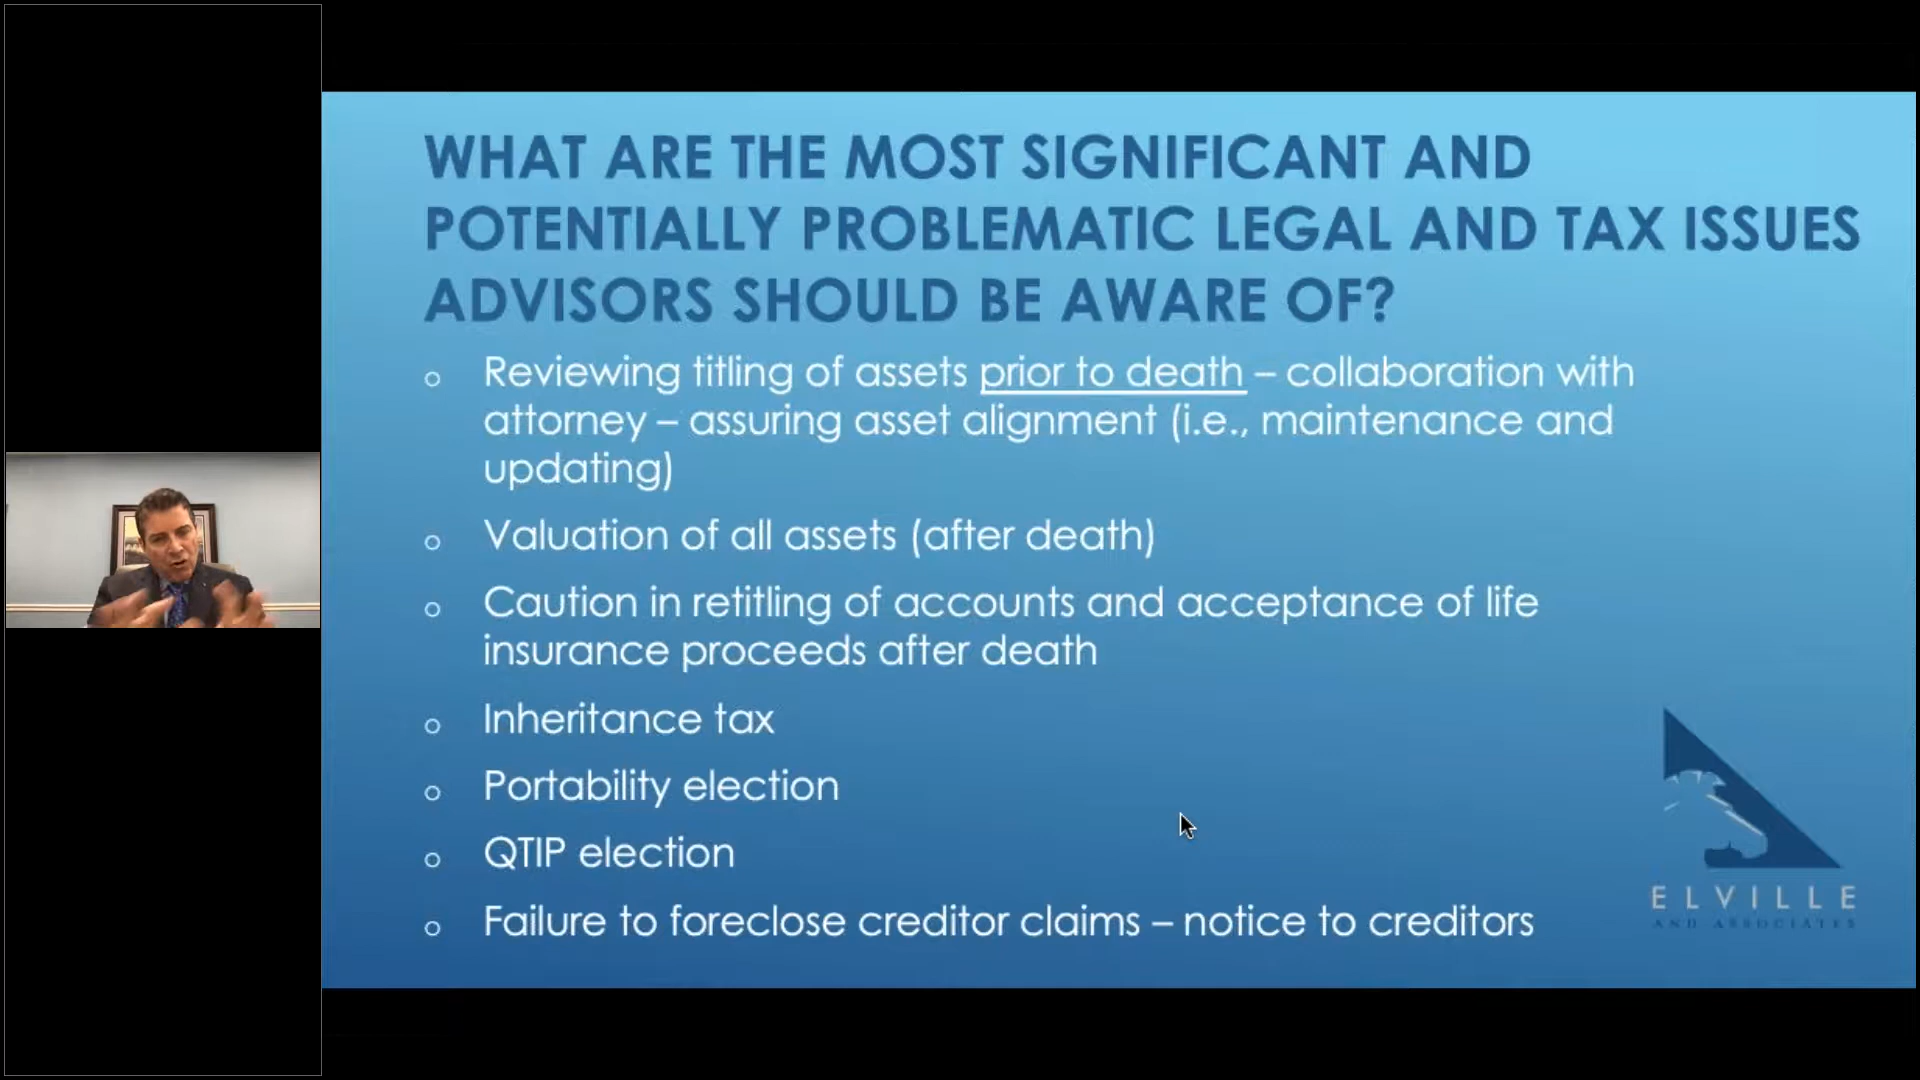 WHAT ARE THE MOST SIGNIFICANT AND
POTENTIALLY PROBLEMATIC LEGAL AND TAX ISSUES
ADVISORS SHOULD BE AWARE OF?
○ Reviewing titling of assets prior to death – collaboration with
attorney – assuring asset alignment (i.e., maintenance and
updating)
○ Valuation of all assets (after death)
○ Caution in retitling of accounts and acceptance of life
insurance proceeds after death
○ Inheritance tax
○ Portability election
○ QTIP election
○ Failure to foreclose creditor claims – notice to creditors
ELVILLE
AND ASSOCIATES